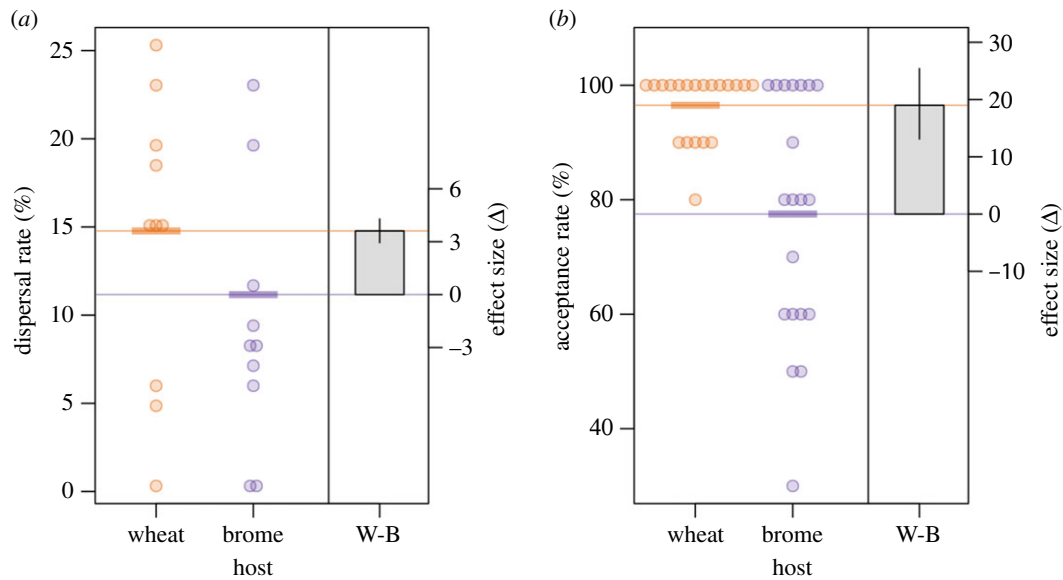 (a)
25
20
15
10
5
0
dispersal rate (%)
6
3
0
−3
effect size (Δ)
wheat
brome
W-B
host
(b)
100
80
60
40
acceptance rate (%)
30
20
10
0
−10
effect size (Δ)
wheat
brome
W-B
host